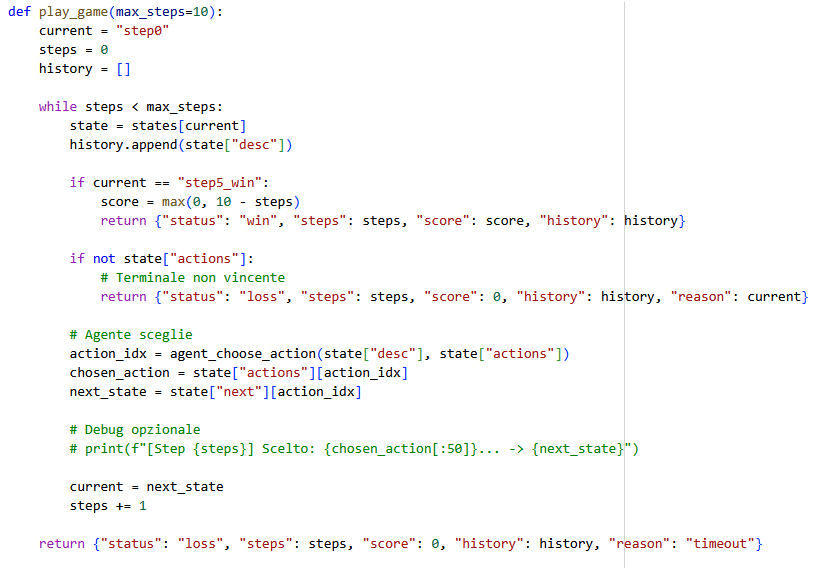 def play_game(max_steps=10):
    current = "step0"
    steps = 0
    history = []

    while steps < max_steps:
        state = states[current]
        history.append(state["desc"])

        if current == "step5_win":
            score = max(0, 10 - steps)
            return {"status": "win", "steps": steps, "score": score, "history": history}

        if not state["actions"]:
            # Terminale non vincente
            return {"status": "loss", "steps": steps, "score": 0, "history": history, "reason": current}

        # Agente sceglie
        action_idx = agent_choose_action(state["desc"], state["actions"])
        chosen_action = state["actions"][action_idx]
        next_state = state["next"][action_idx]

        # Debug opzionale
        # print(f"[Step {steps}] Scelto: {chosen_action[:50]}... -> {next_state}")

        current = next_state
        steps += 1

    return {"status": "loss", "steps": steps, "score": 0, "history": history, "reason": "timeout"}